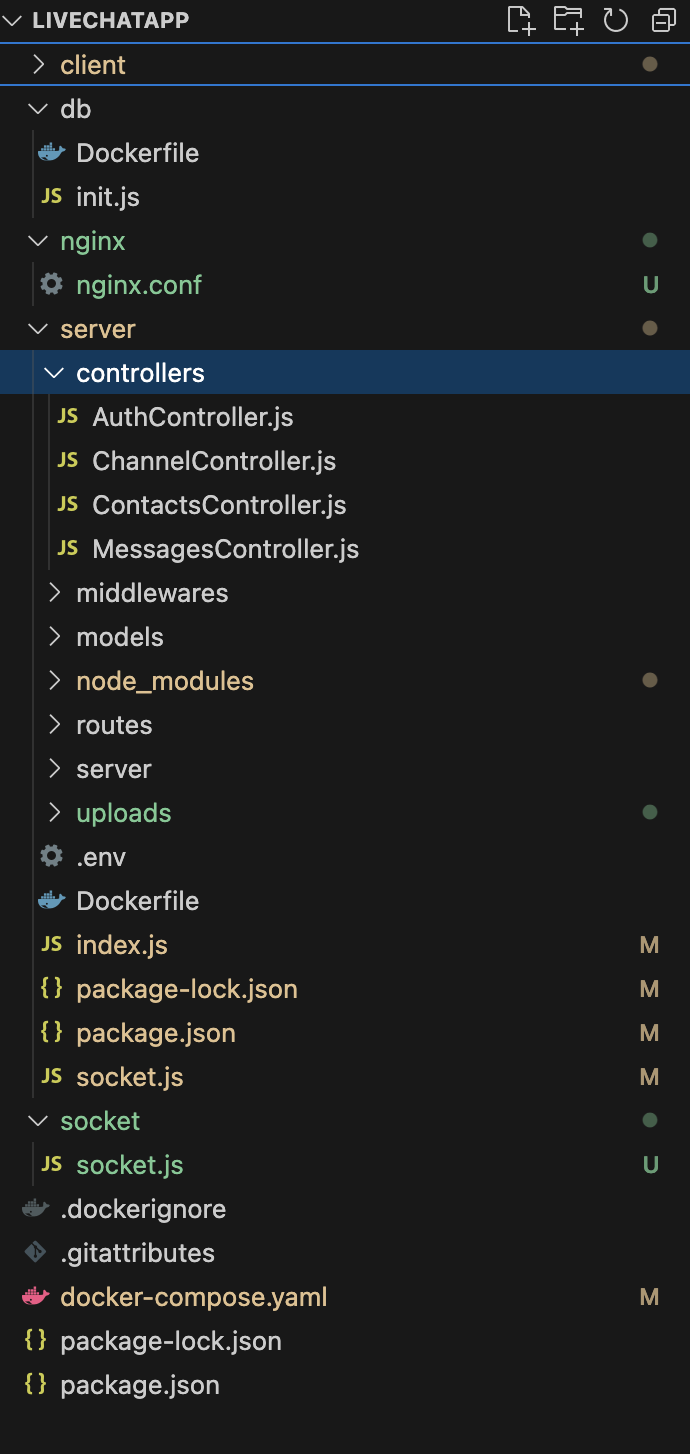 LIVECHATAPP
client
db
Dockerfile
JS init.js
nginx
nginx.conf U
server
controllers
JS AuthController.js
JS ChannelController.js
JS ContactsController.js
JS MessagesController.js
middlewares
models
node_modules
routes
server
uploads
.env
Dockerfile
JS index.js M
{} package-lock.json M
{} package.json M
JS socket.js M
socket
JS socket.js U
.dockerignore
.gitattributes
docker-compose.yaml M
{} package-lock.json
{} package.json